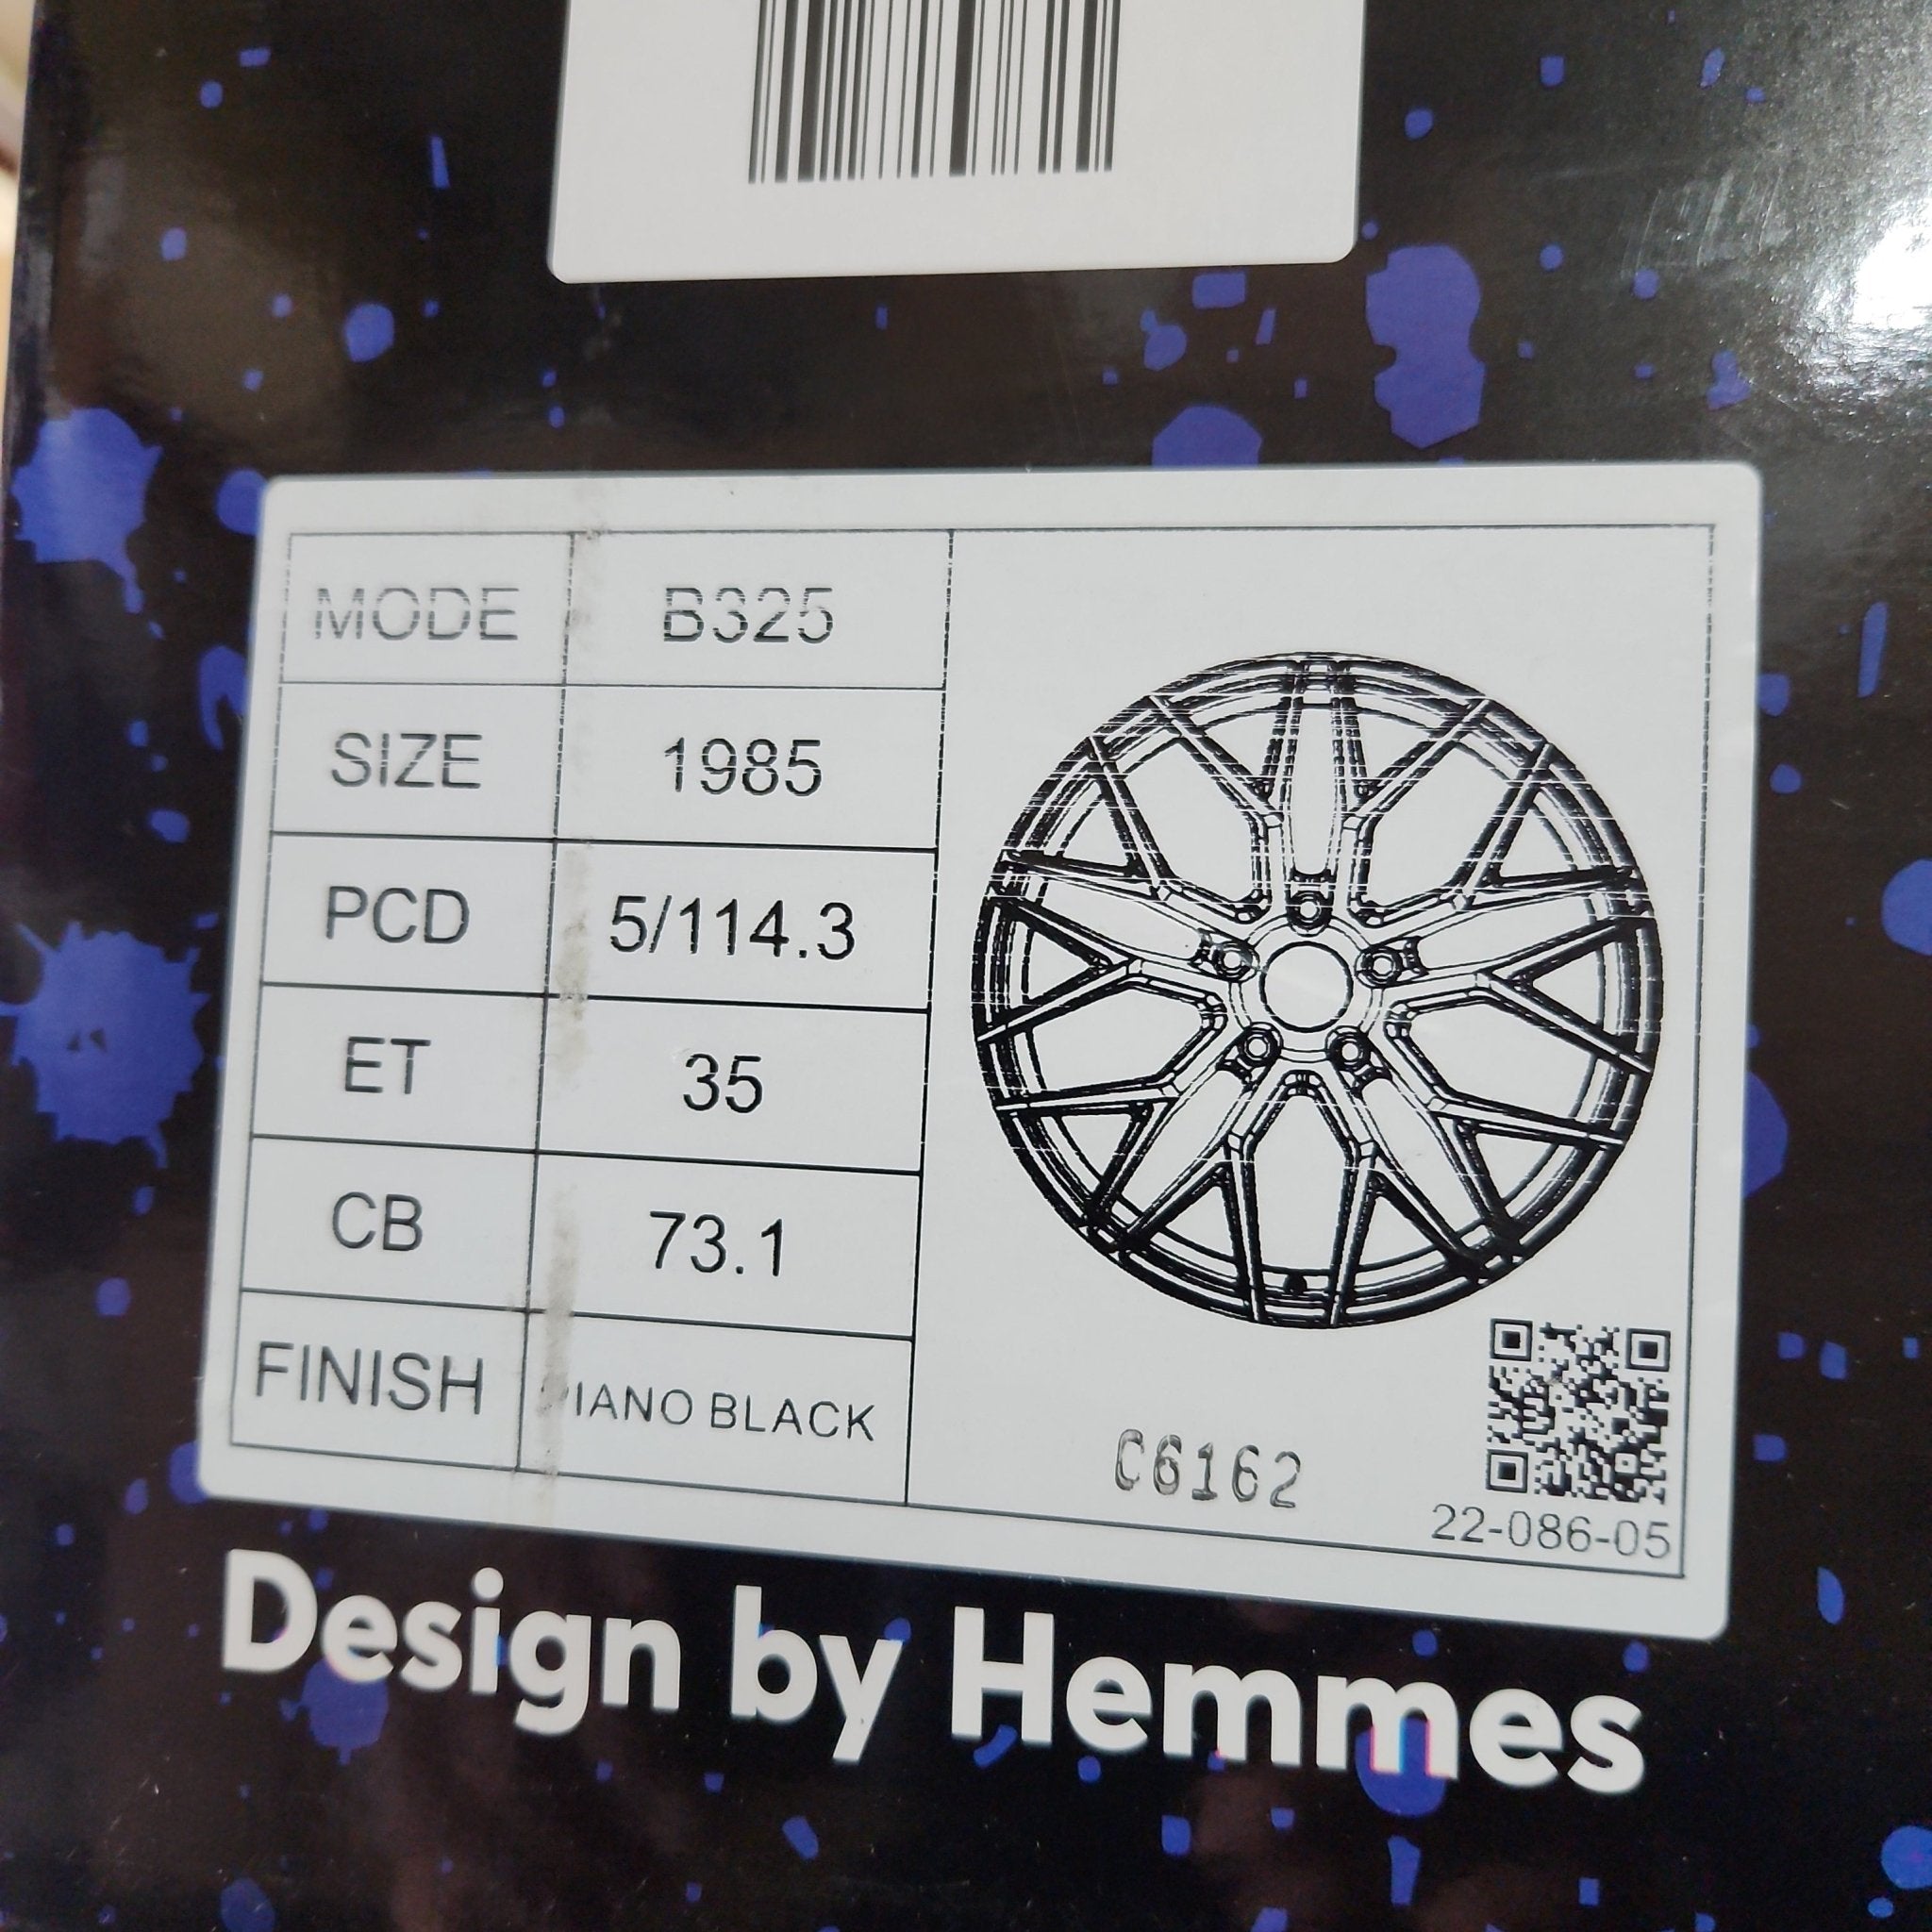 MODE B325
SIZE 1985
PCD 5/114.3
ET 35
CB 73.1
FINISH PIANO BLACK
C6162
22-086-05
Design by Hemmes